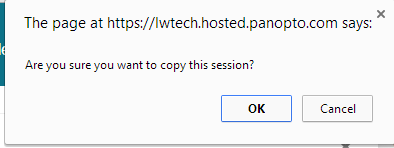 The page at https://lwtech.hosted.panopto.com says:
Are you sure you want to copy this session?
OK
Cancel